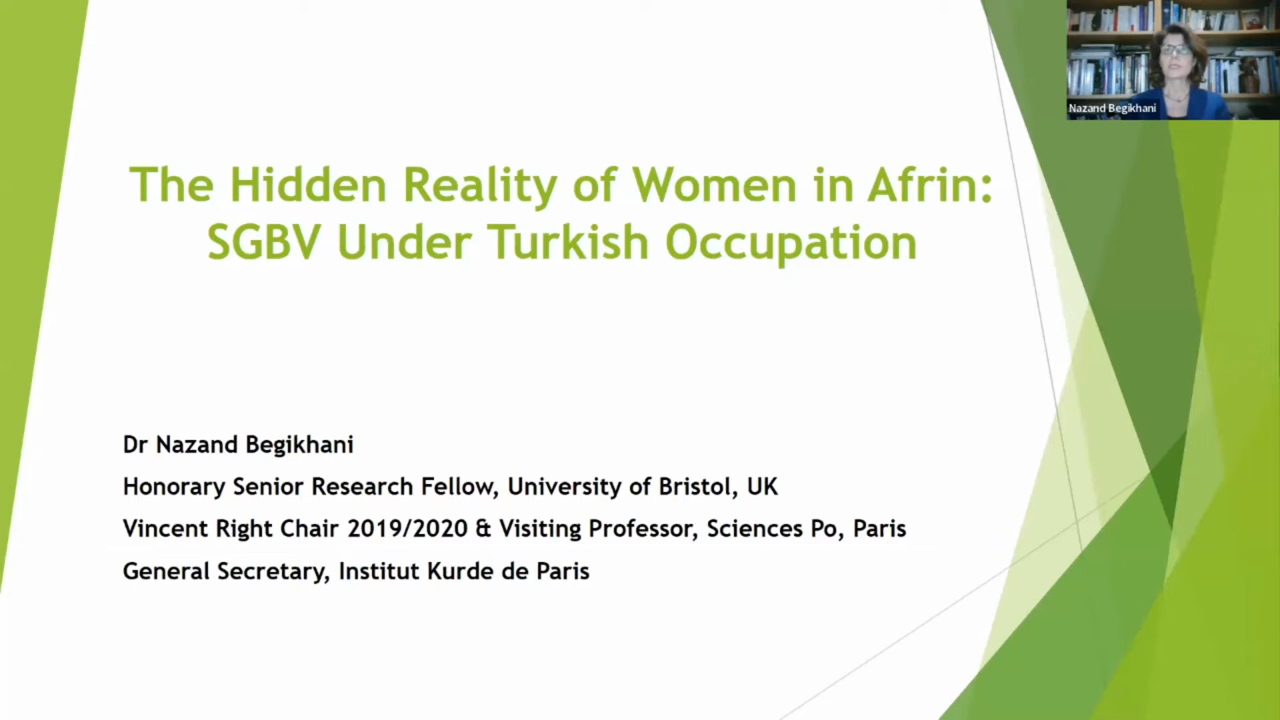 Nazand Begikhani
The Hidden Reality of Women in Afrin:
SGBV Under Turkish Occupation
Dr Nazand Begikhani
Honorary Senior Research Fellow, University of Bristol, UK
Vincent Right Chair 2019/2020 & Visiting Professor, Sciences Po, Paris
General Secretary, Institut Kurde de Paris